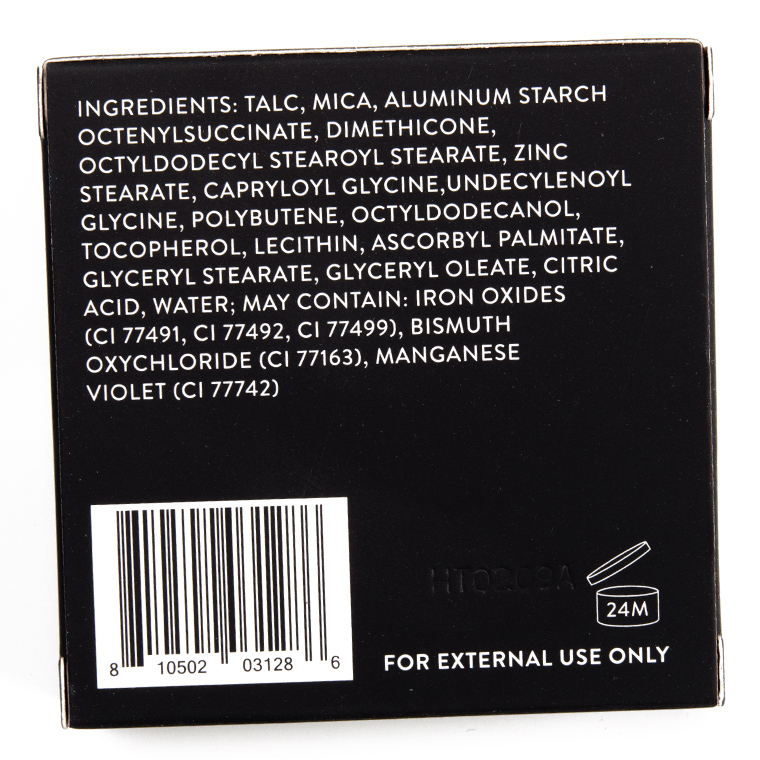 INGREDIENTS: TALC, MICA, ALUMINUM STARCH
OCTENYLSUCCINATE, DIMETHICONE,
OCTYLDODECYL STEAROYL STEARATE, ZINC
STEARATE, CAPRYLOYL GLYCINE,UNDECYLENOYL
GLYCINE, POLYBUTENE, OCTYLDODECANOL,
TOCOPHEROL, LECITHIN, ASCORBYL PALMITATE,
GLYCERYL STEARATE, GLYCERYL OLEATE, CITRIC
ACID, WATER; MAY CONTAIN: IRON OXIDES
(CI 77491, CI 77492, CI 77499), BISMUTH
OXYCHLORIDE (CI 77163), MANGANESE
VIOLET (CI 77742)
24M
FOR EXTERNAL USE ONLY
8 10502 03128 6